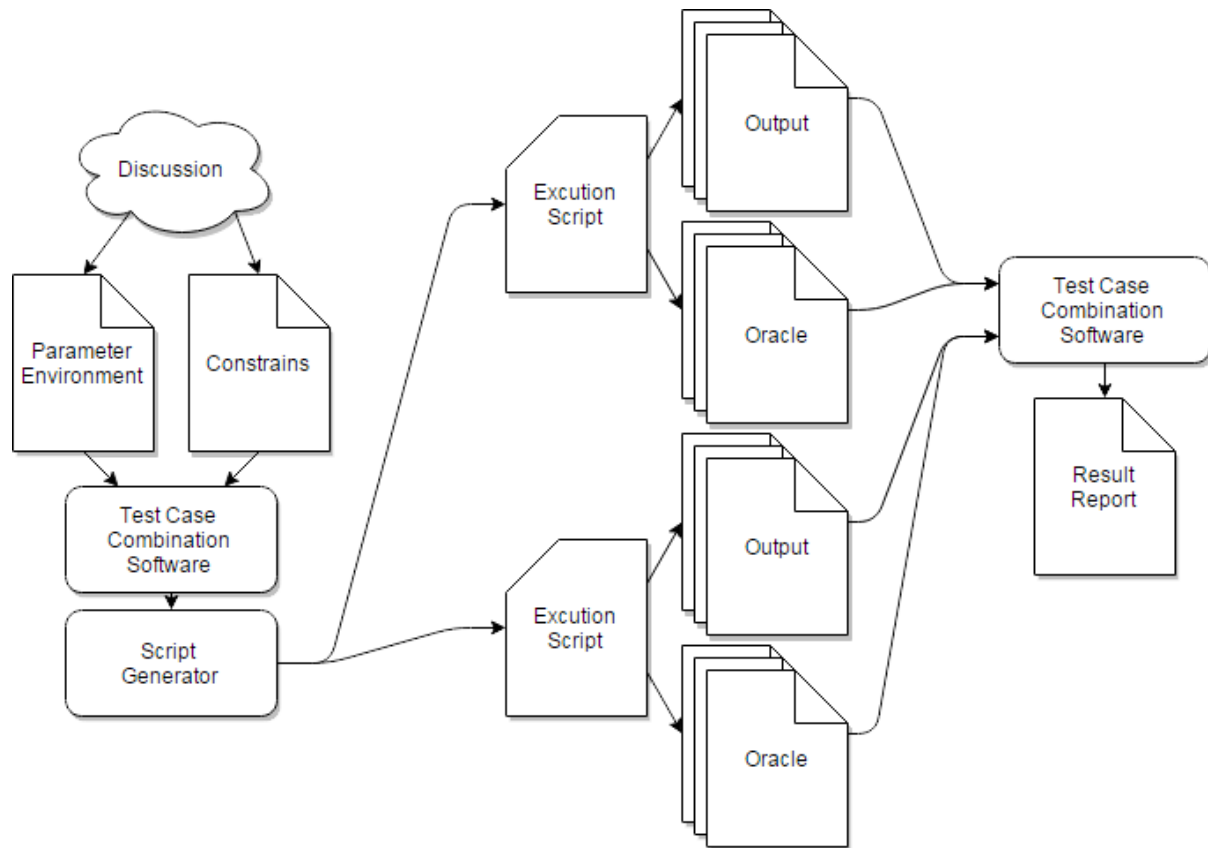 Discussion
Parameter
Environment
Constrains
Test Case
Combination
Software
Script
Generator
Excution
Script
Excution
Script
Output
Oracle
Output
Oracle
Test Case
Combination
Software
Result
Report